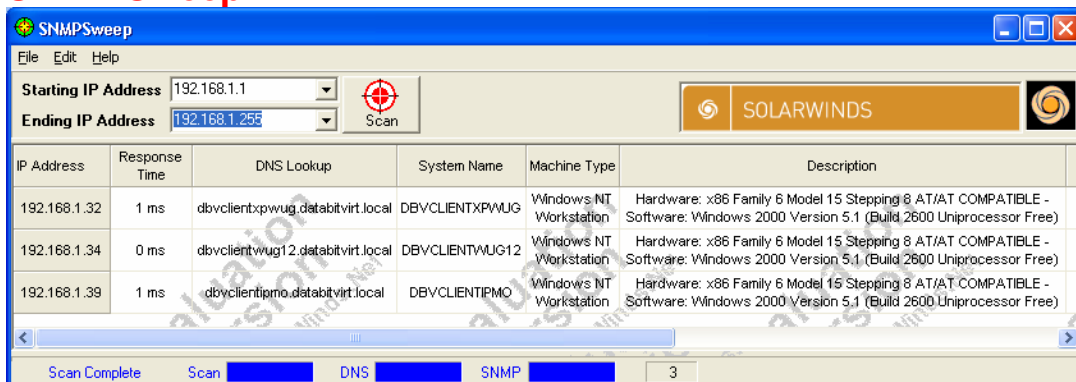 SNMPSweep
File Edit Help
Starting IP Address 192.168.1.1
Ending IP Address 192.168.1.255
Scan
SOLARWINDS
IP Address Response Time DNS Lookup System Name Machine Type Description
192.168.1.32 1 ms dbvclientxpwug.databitvirt.local DBVCLIENTXPWUG Windows NT Workstation Hardware: x86 Family 6 Model 15 Stepping 8 AT/AT COMPATIBLE - Software: Windows 2000 Version 5.1 (Build 2600 Uniprocessor Free)
192.168.1.34 0 ms dbvclientwug12.databitvirt.local DBVCLIENTWUG12 Windows NT Workstation Hardware: x86 Family 6 Model 15 Stepping 8 AT/AT COMPATIBLE - Software: Windows 2000 Version 5.1 (Build 2600 Uniprocessor Free)
192.168.1.39 1 ms dbvclientipmo.databitvirt.local DBVCLIENTIPMO Windows NT Workstation Hardware: x86 Family 6 Model 15 Stepping 8 AT/AT COMPATIBLE - Software: Windows 2000 Version 5.1 (Build 2600 Uniprocessor Free)
Scan Complete Scan DNS SNMP 3